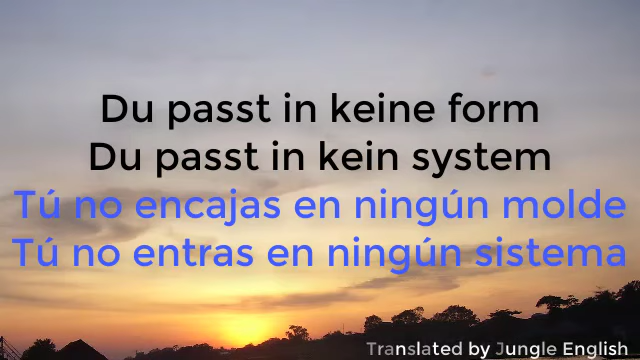 Du passt in keine form
Du passt in kein system
Tú no encajas en ningún molde
Tú no entras en ningún sistema
Translated by Jungle English